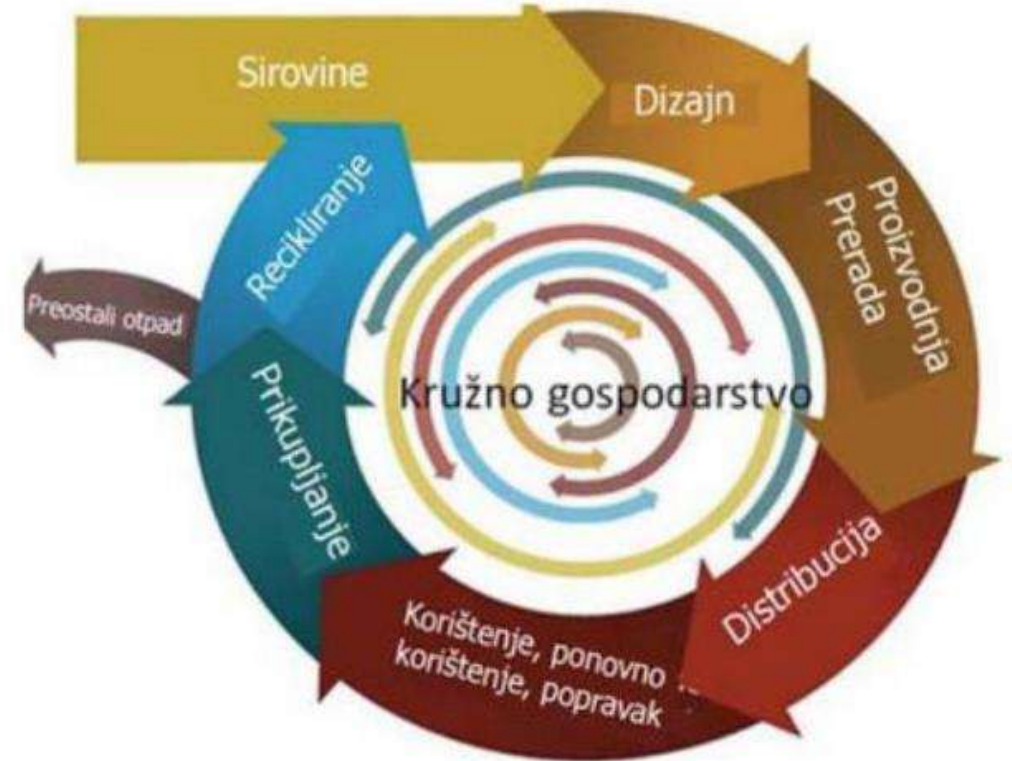 Sirovine
Dizajn
Proizvodnja
Prerada
Distribucija
Korištenje, ponovno
korištenje, popravak
Prikupljanje
Recikliranje
Preostali otpad
Kružno gospodarstvo